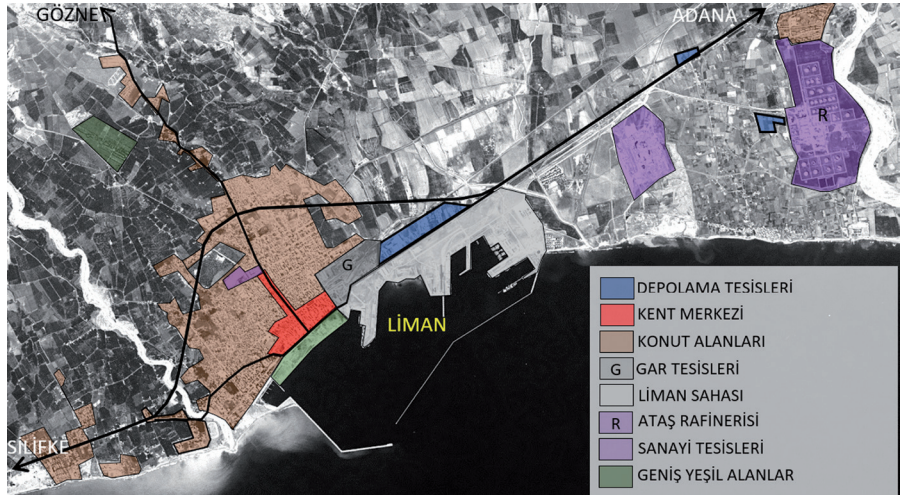 GÖZNE
ADANA
R
G
LİMAN
SİLİFKE
DEPOLAMA TESİSLERİ
KENT MERKEZİ
KONUT ALANLARI
G GAR TESİSLERİ
LİMAN SAHASI
R ATAŞ RAFİNERİSİ
SANAYİ TESİSLERİ
GENİŞ YEŞİL ALANLAR